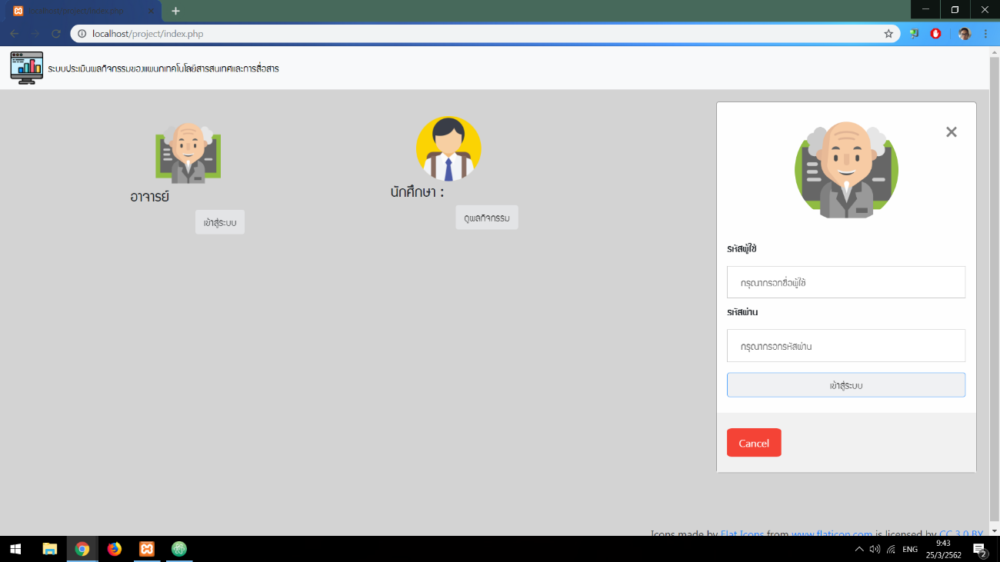 localhost/project/index.php
localhost/project/index.php
ระบบประเมินผลกิจกรรมของแผนกเทคโนโลยีสารสนเทศและการสื่อสาร
อาจารย์
เข้าสู่ระบบ
นักศึกษา :
ดูผลกิจกรรม
รหัสผู้ใช้
กรุณากรอกชื่อผู้ใช้
รหัสผ่าน
กรุณากรอกรหัสผ่าน
เข้าสู่ระบบ
Cancel
Icons made by Flat Icons from www.flaticon.com is licensed by CC 3.0 BY
ENG
9:43
25/3/2562
2